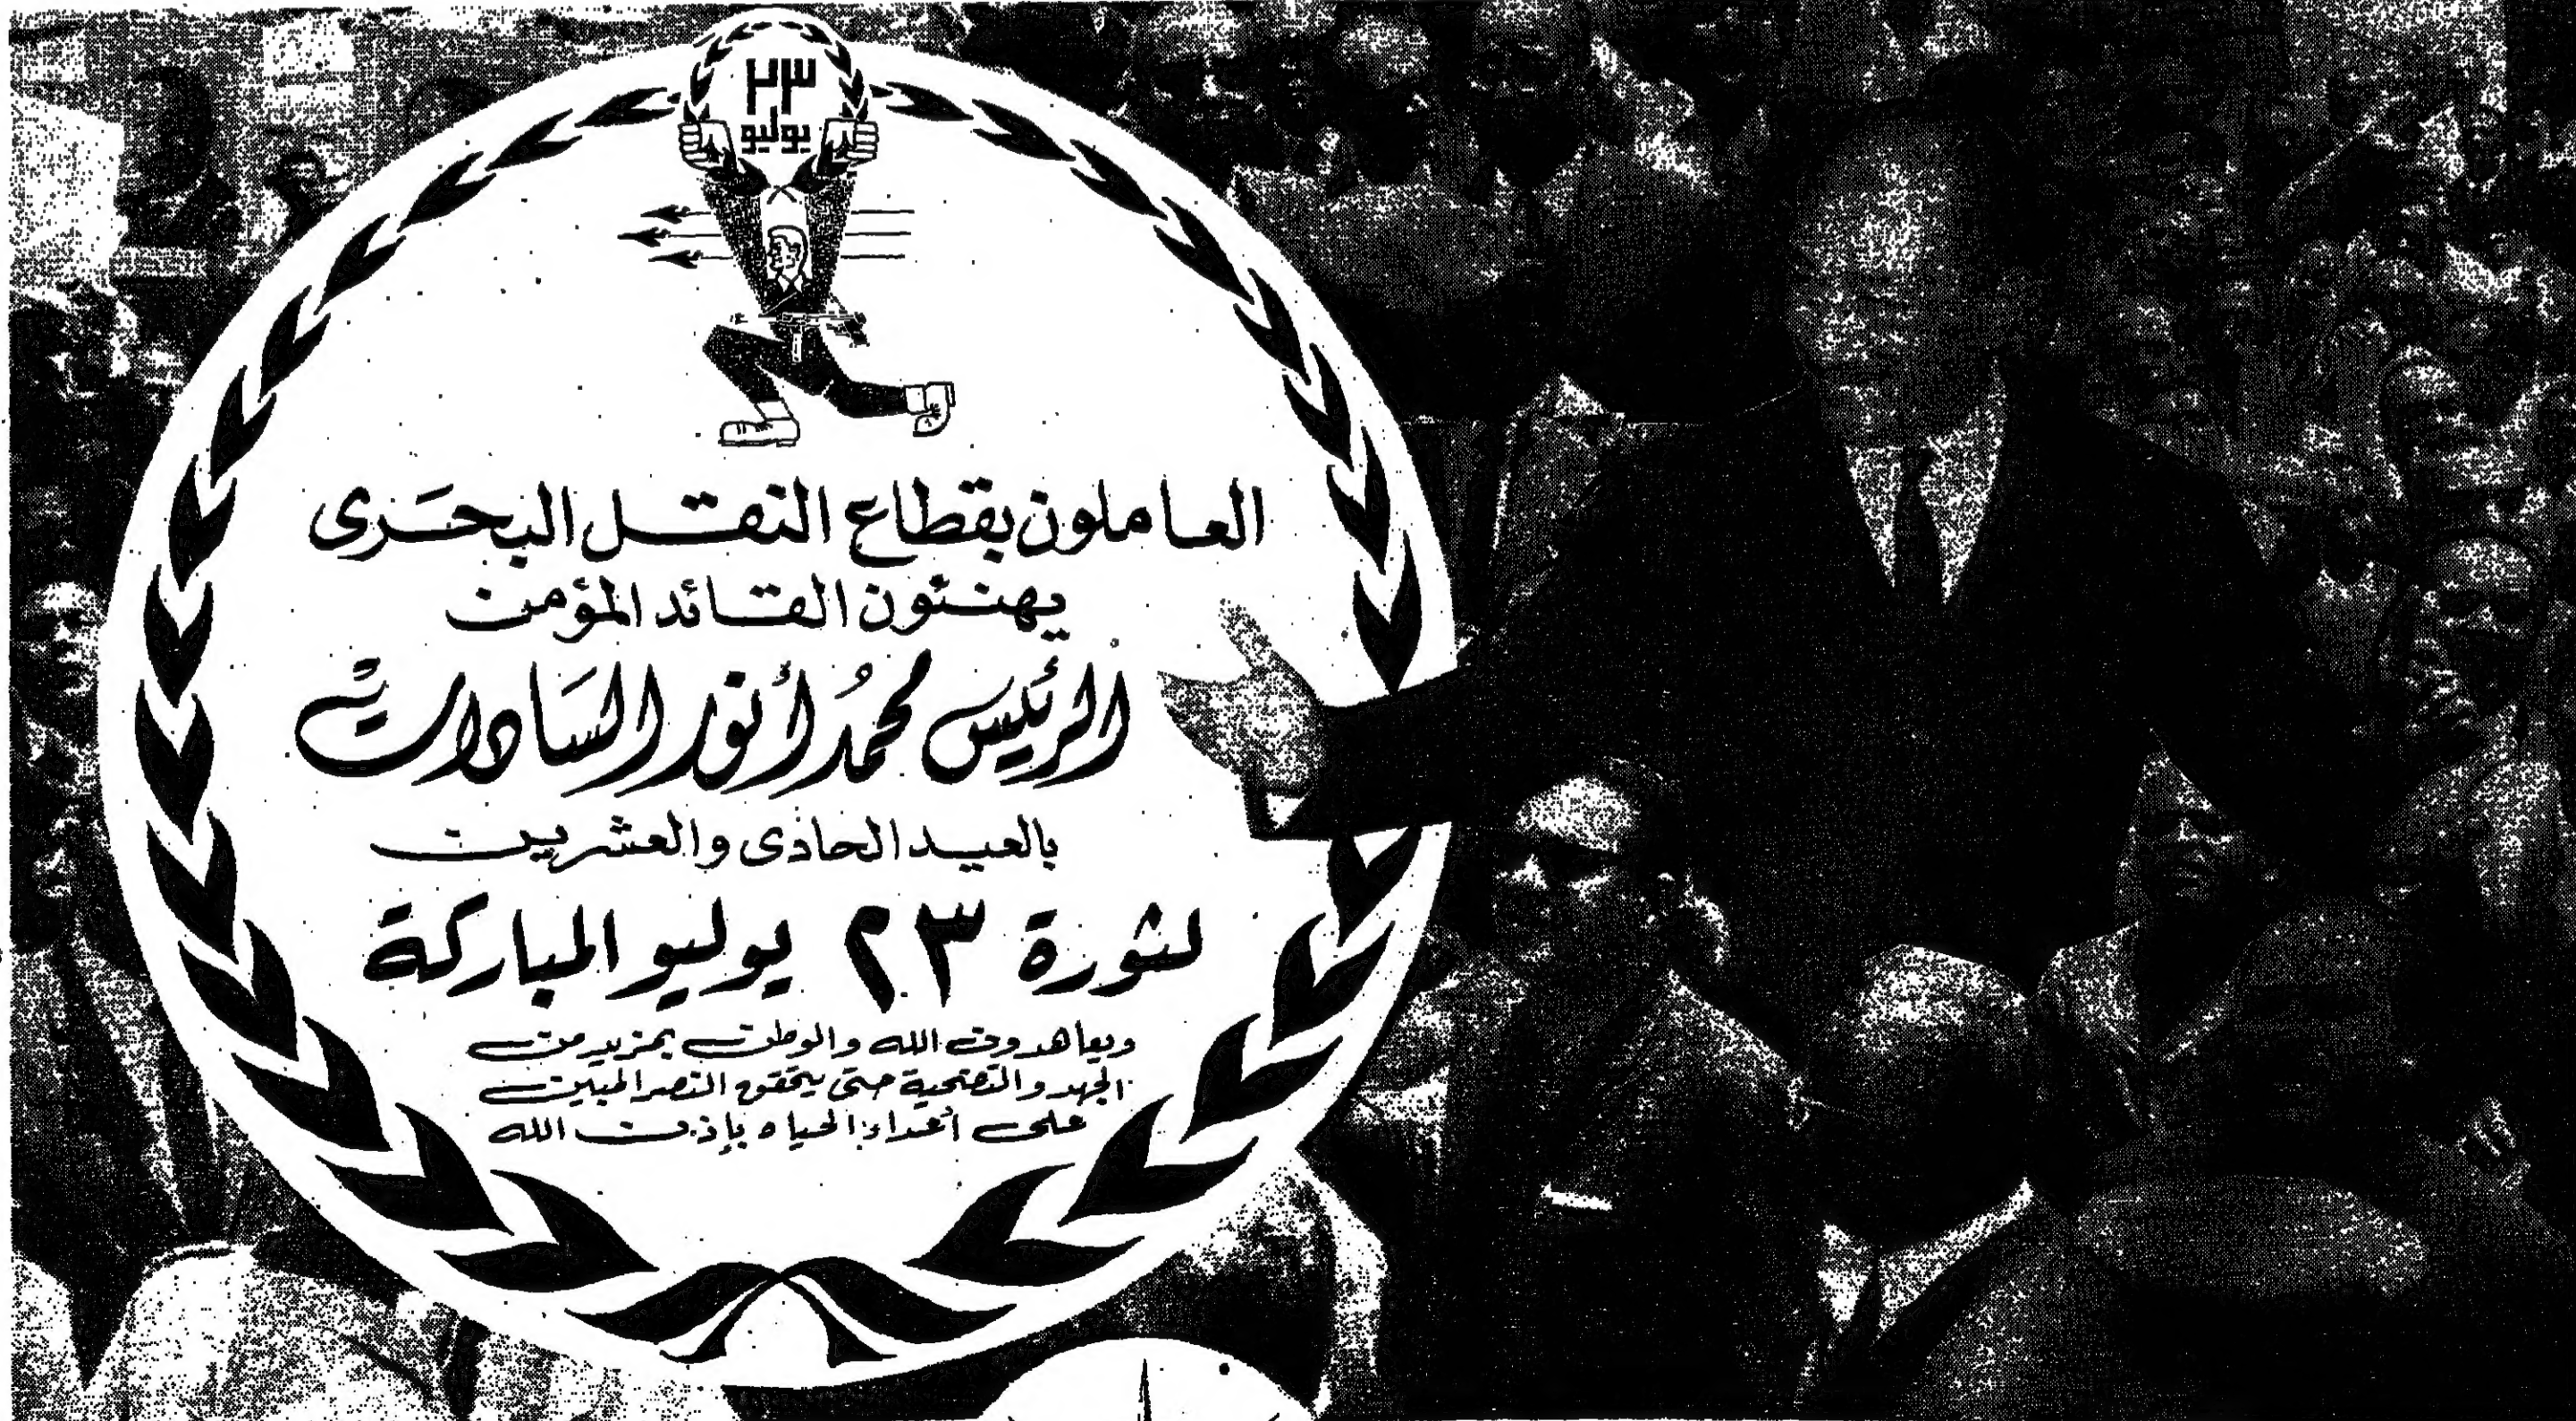 ٢٣
يوليو
العاملون بقطاع النقل البحرى
يهنئون القائد المؤمن
الرئيس محمد أنور السادات
بالعيد الحادى والعشرين
لثورة ٢٣ يوليو المباركة
ويعاهدون الله والوطن بمزيد من
الجهد والتضحية حتى يتحقق النصر المبين
على أعداء الحياه بإذن الله